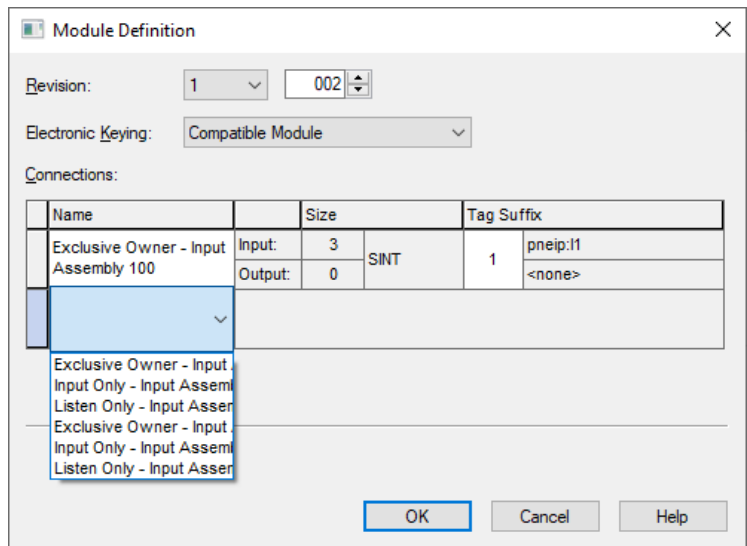 Module Definition
Revision: 1 002
Electronic Keying: Compatible Module
Connections:
Name Size Tag Suffix
Exclusive Owner - Input Assembly 100 Input: 3 SINT 1 pneip:I1
Output: 0 <none>
Exclusive Owner - Input
Input Only - Input Assem
Listen Only - Input Asser
Exclusive Owner - Input
Input Only - Input Assem
Listen Only - Input Asser
OK Cancel Help